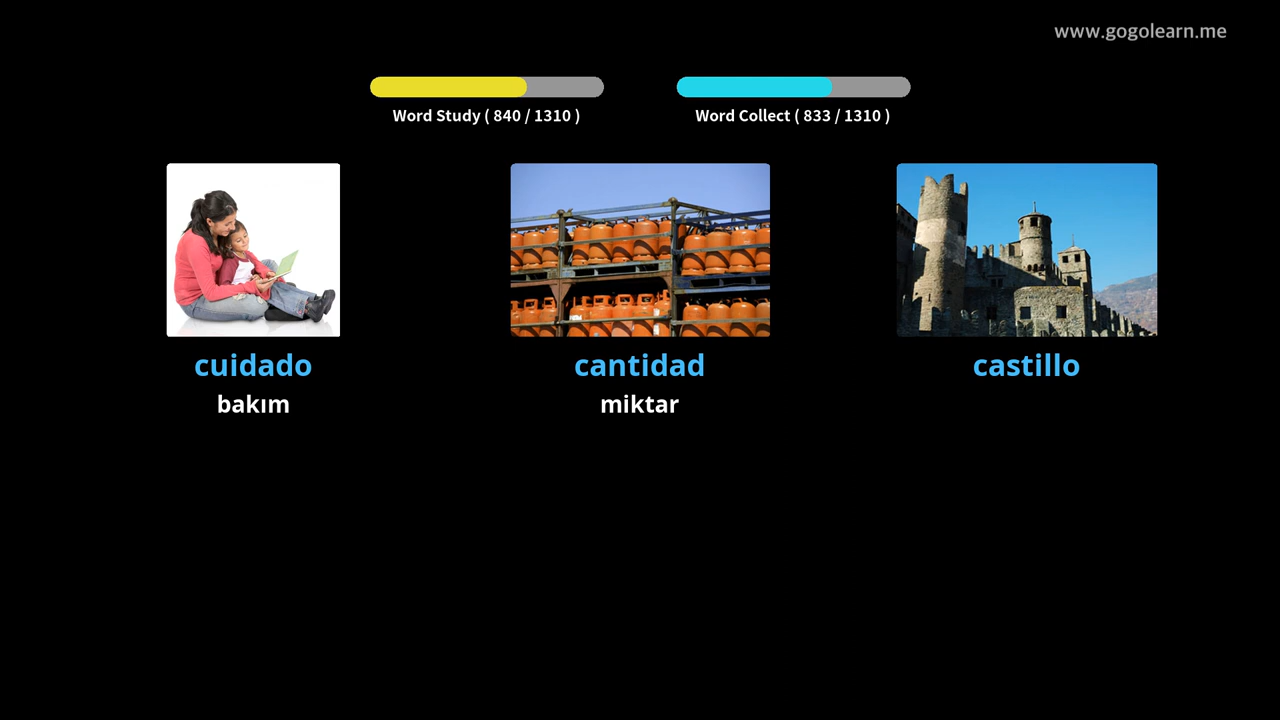 www.gogolearn.me
Word Study ( 840 / 1310 )
Word Collect ( 833 / 1310 )
cuidado
bakım
cantidad
miktar
castillo